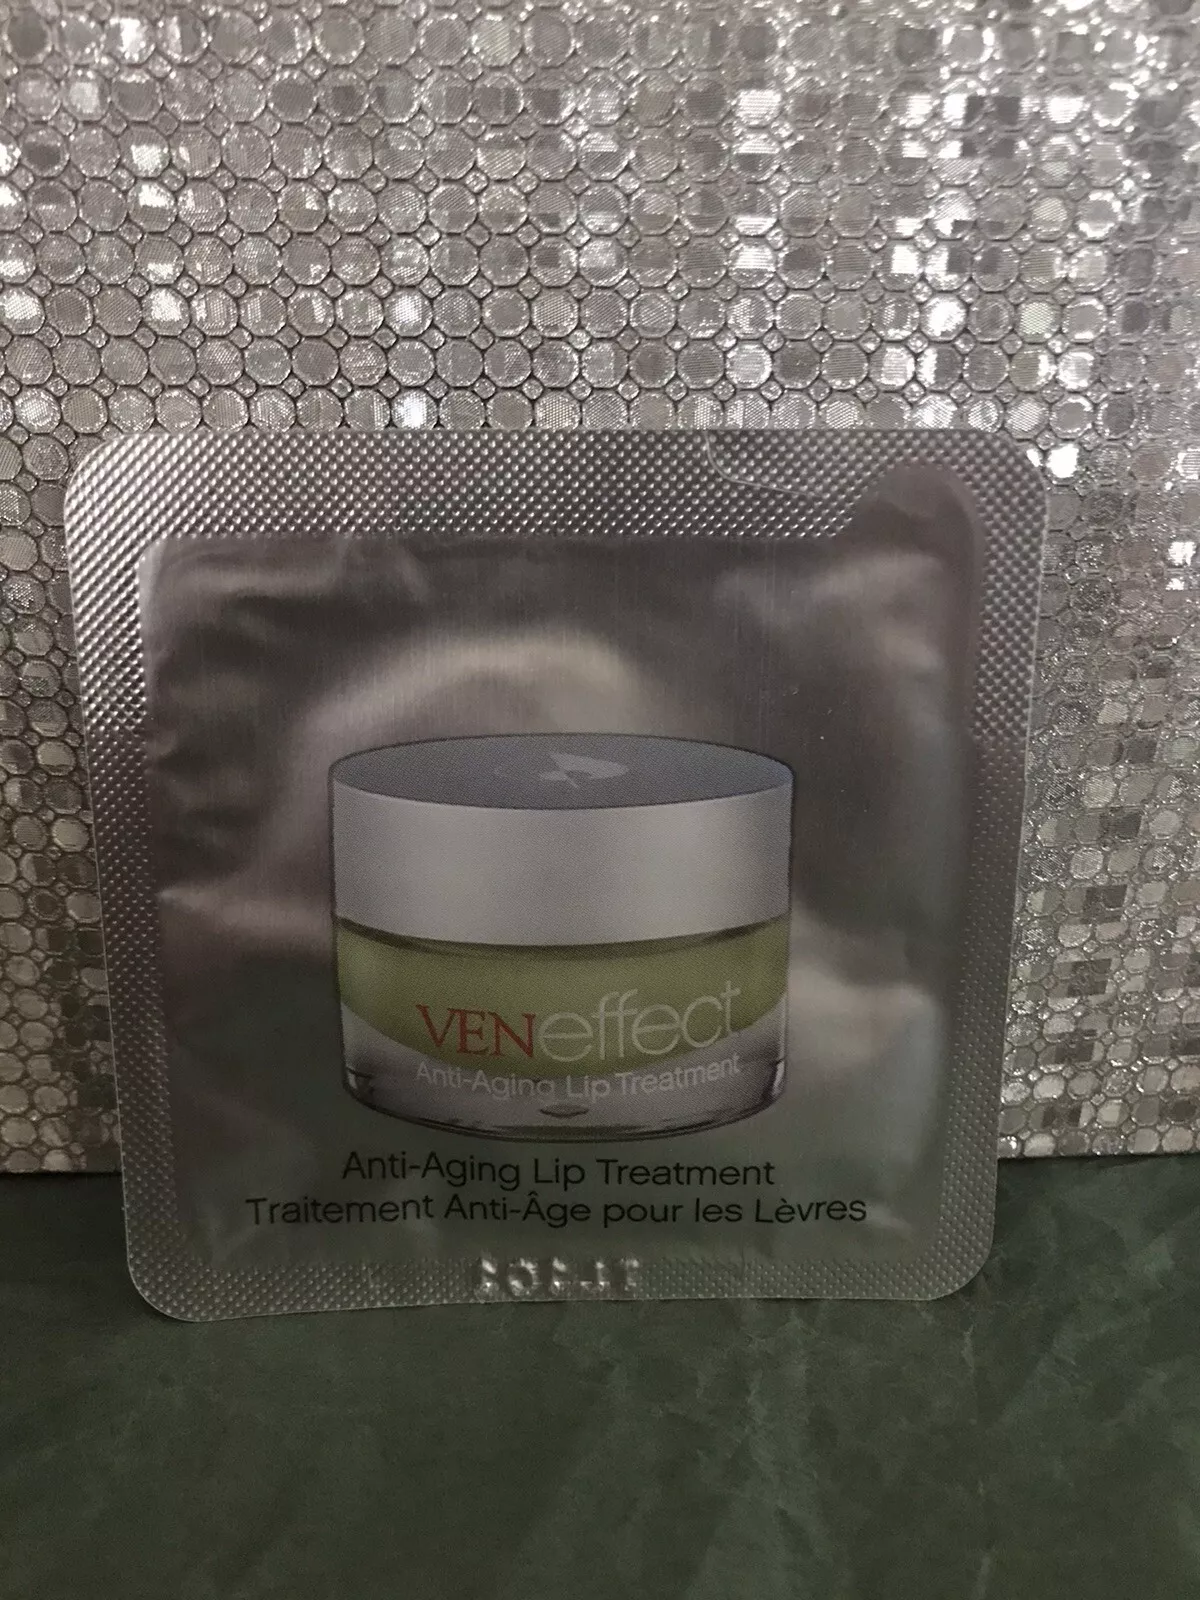 VENeffect
Anti-Aging Lip Treatment
Anti-Aging Lip Treatment
Traitement Anti-Âge pour les Lèvres